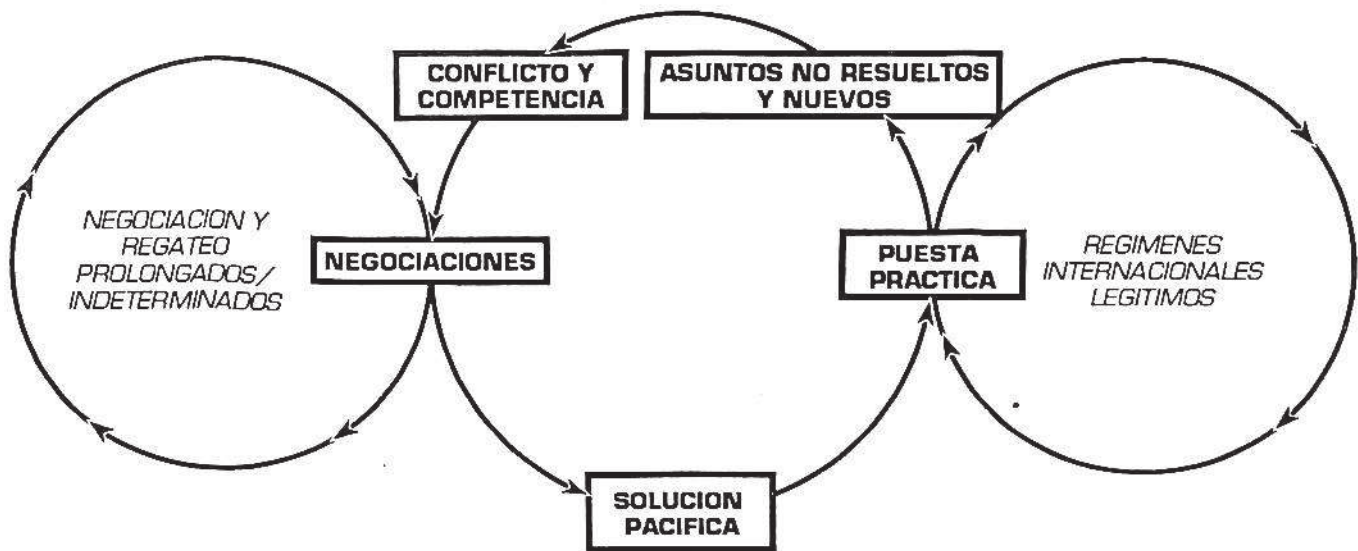 CONFLICTO Y
COMPETENCIA
ASUNTOS NO RESUELTOS
Y NUEVOS
NEGOCIACION Y
REGATEO
PROLONGADOS/
INDETERMINADOS
NEGOCIACIONES
PUESTA
PRACTICA
REGIMENES
INTERNACIONALES
LEGITIMOS
SOLUCION
PACIFICA